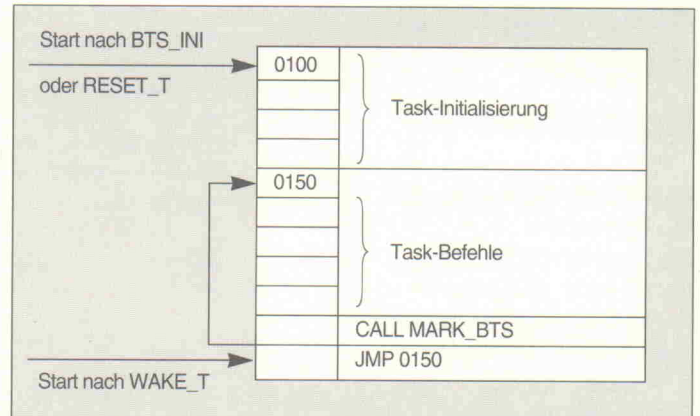 Start nach BTS_INI
oder RESET_T
0100
Task-Initialisierung
0150
Task-Befehle
CALL MARK_BTS
JMP 0150
Start nach WAKE_T